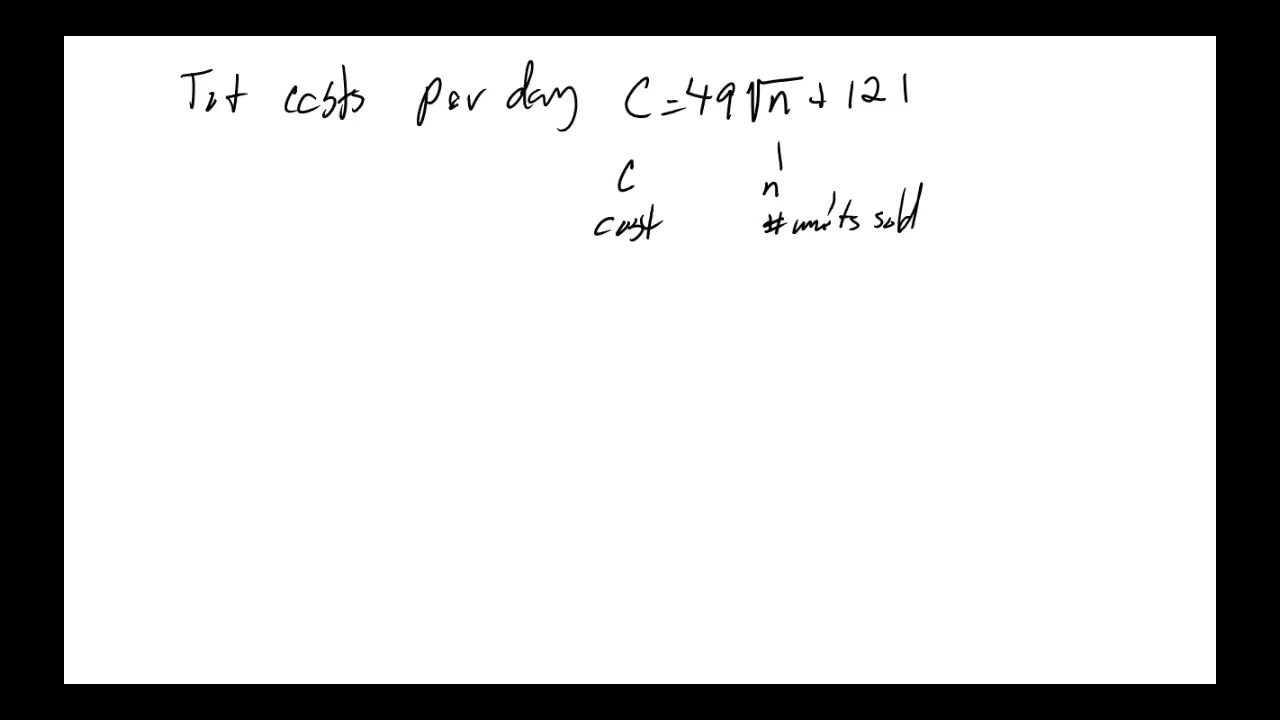 Tot costs per day C = 49√n + 121
C n
cost # units sold